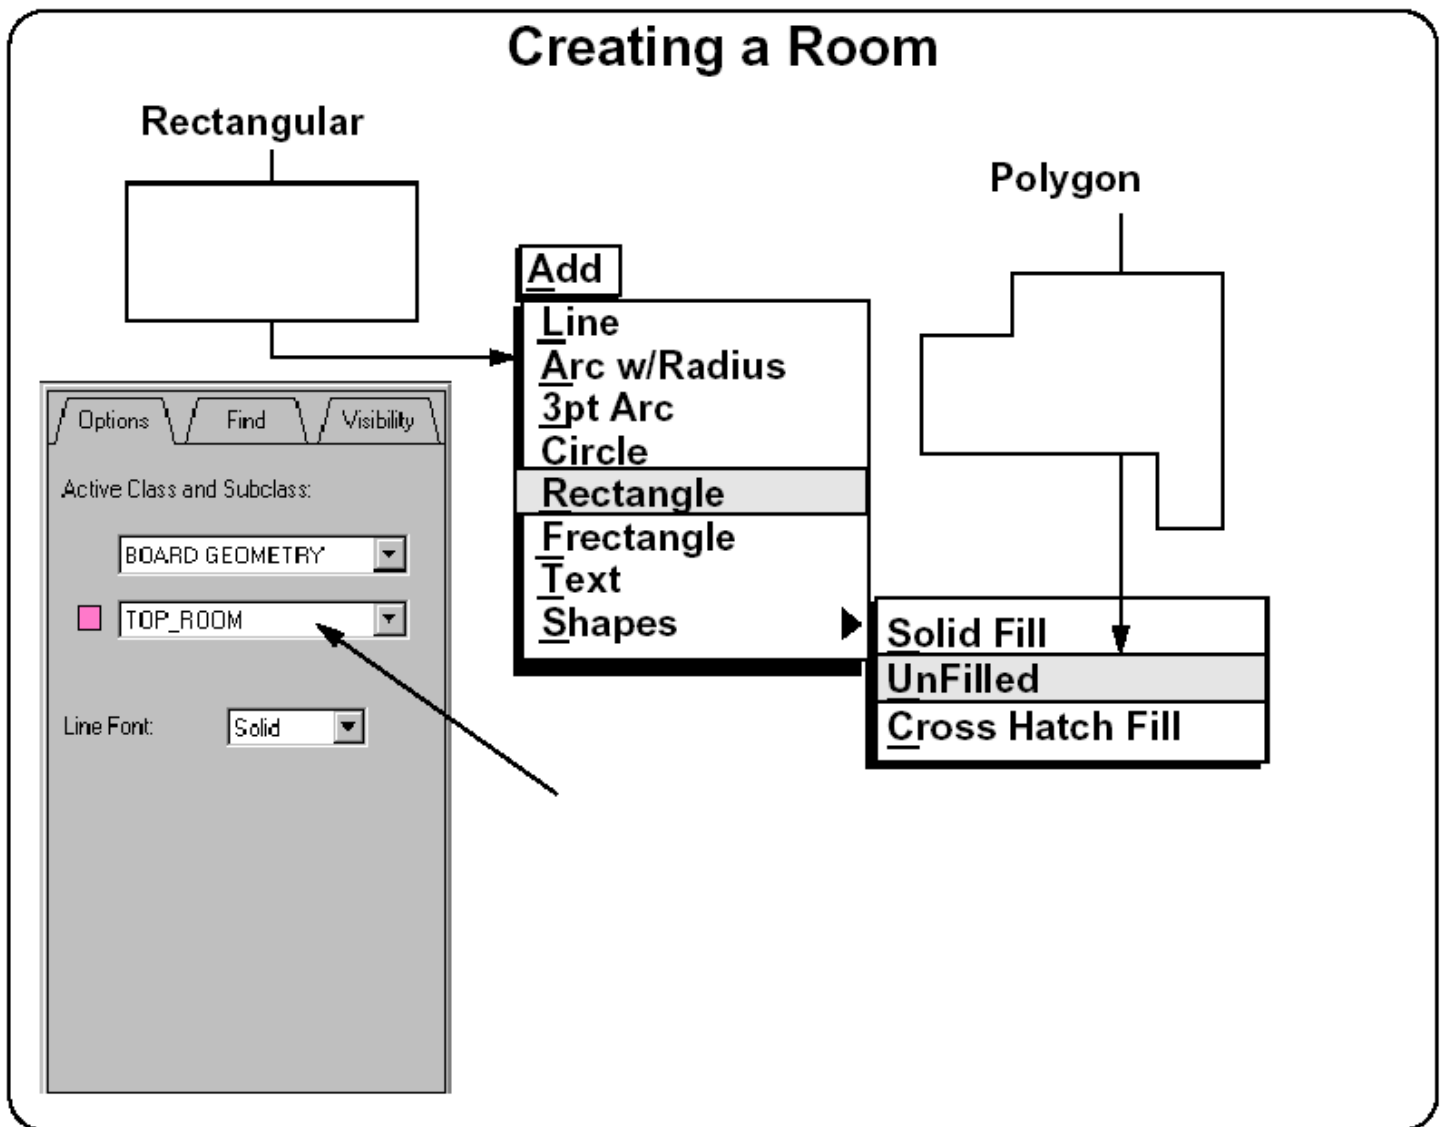 Creating a Room
Rectangular
Polygon
Add
Line
Arc w/Radius
3pt Arc
Circle
Rectangle
Frectangle
Text
Shapes
Solid Fill
UnFilled
Cross Hatch Fill
Options Find Visibility
Active Class and Subclass:
BOARD GEOMETRY
TOP_ROOM
Line Font: Solid